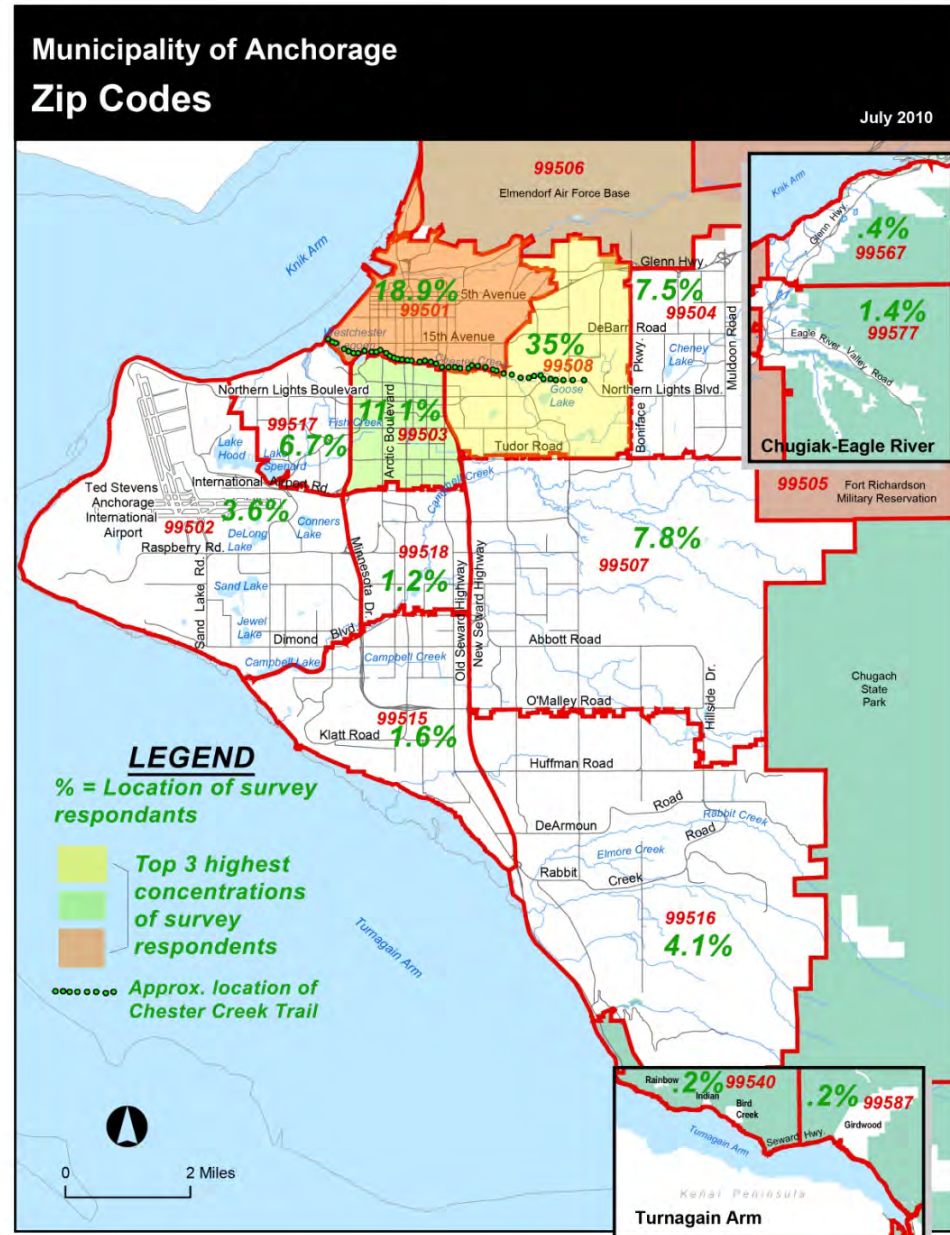 Municipality of Anchorage
Zip Codes
July 2010
99506
Elmendorf Air Force Base
Knik Arm
Glenn Hwy.
.4%
99567
1.4%
99577
Eagle River Valley Road
Chugiak-Eagle River
Knik Arm
Glenn Hwy
18.9%
99501
5th Avenue
15th Avenue
Westchester
Chester Creek
35%
99508
DeBarr Road
7.5%
99504
Cheney
Lake
Muldoon Road
Boniface Pkwy.
Northern Lights Blvd.
Goose
Lake
Tudor Road
Northern Lights Boulevard
99517
6.7%
Fish Creek
11.1%
99503
Arctic Boulevard
Lake
Hood
Lake
Spenard
International Airport Rd
Ted Stevens
Anchorage
International
Airport
99502
3.6%
DeLong
Lake
Conners
Lake
Raspberry Rd.
Sand Lake Rd.
Sand Lake
Jewel
Lake
Dimond Blvd.
Campbell Lake
Minnesota Dr.
Campbell Creek
99518
1.2%
Old Seward Highway
New Seward Highway
Campbell Creek
7.8%
99507
99505
Fort Richardson
Military Reservation
Abbott Road
O'Malley Road
Hillside Dr.
Chugach
State
Park
99515
1.6%
Klatt Road
Huffman Road
DeArmoun Road
Rabbit Creek
Elmore Creek
Rabbit Creek Road
99516
4.1%
LEGEND
% = Location of survey
respondants
Top 3 highest
concentrations
of survey
respondents
Approx. location of
Chester Creek Trail
Turnagain Arm
0 2 Miles
Rainbow
Indian
Bird
Creek
.2%
99540
.2%
99587
Girdwood
Seward Hwy.
Turnagain Arm
Kenai Peninsula
Turnagain Arm